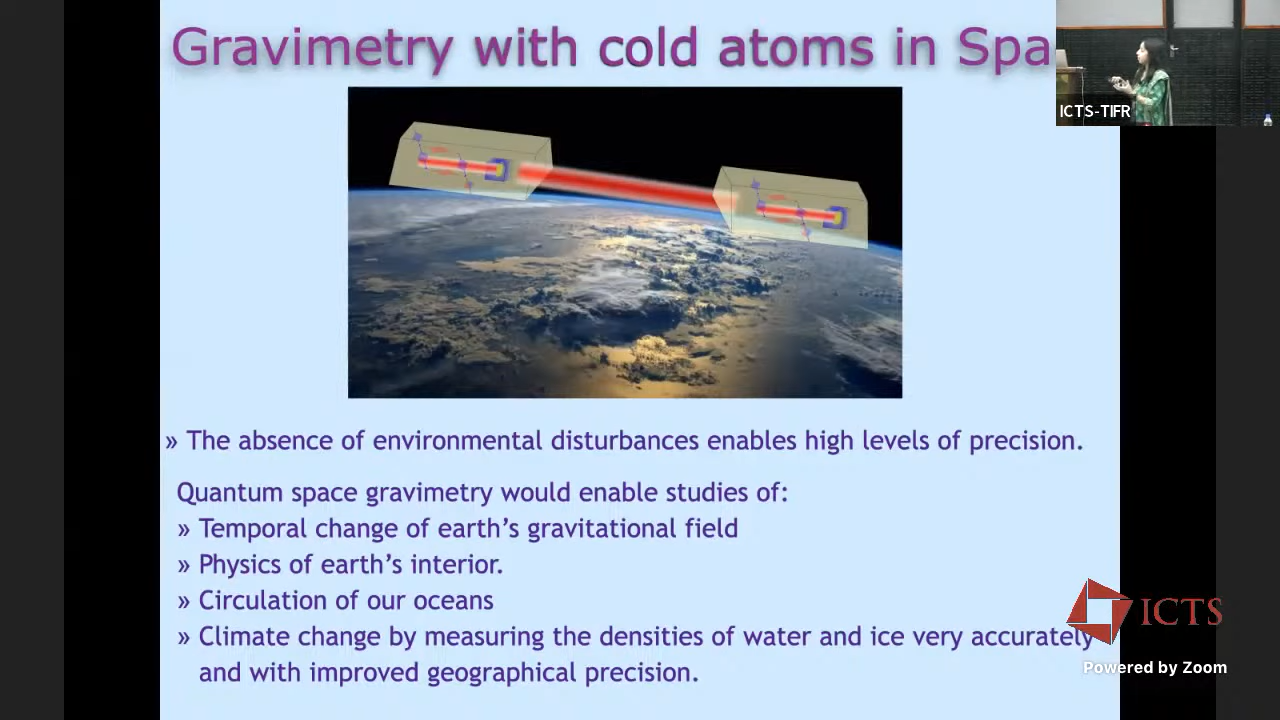 Gravimetry with cold atoms in Spa
ICTS-TIFR
» The absence of environmental disturbances enables high levels of precision.
Quantum space gravimetry would enable studies of:
» Temporal change of earth’s gravitational field
» Physics of earth’s interior.
» Circulation of our oceans
» Climate change by measuring the densities of water and ice very accurately
and with improved geographical precision.
ICTS
Powered by Zoom